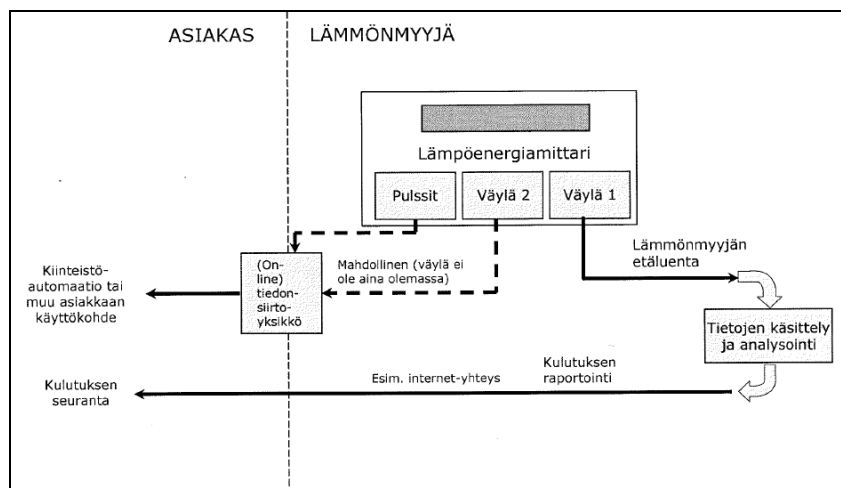 ASIAKAS
LÄMMÖNMYYJÄ
Lämpöenergiamittari
Pulssit
Väylä 2
Väylä 1
Lämmönmyyjän
etäluenta
(On-
line)
tiedon-
siirto-
yksikkö
Mahdollinen (väylä ei
ole aina olemassa)
Kiinteistö-
automaatio tai
muu asiakkaan
käyttökohde
Tietojen käsittely
ja analysointi
Kulutuksen
raportointi
Esim. internet-yhteys
Kulutuksen
seuranta